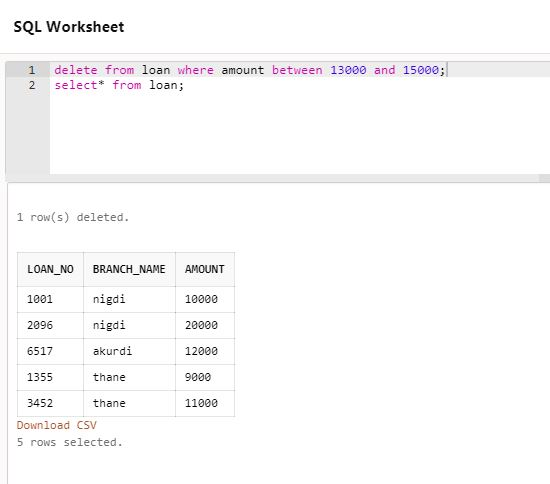 SQL Worksheet
1 delete from loan where amount between 13000 and 15000;
2 select* from loan;
1 row(s) deleted.
LOAN_NO BRANCH_NAME AMOUNT
1001 nigdi 10000
2096 nigdi 20000
6517 akurdi 12000
1355 thane 9000
3452 thane 11000
Download CSV
5 rows selected.